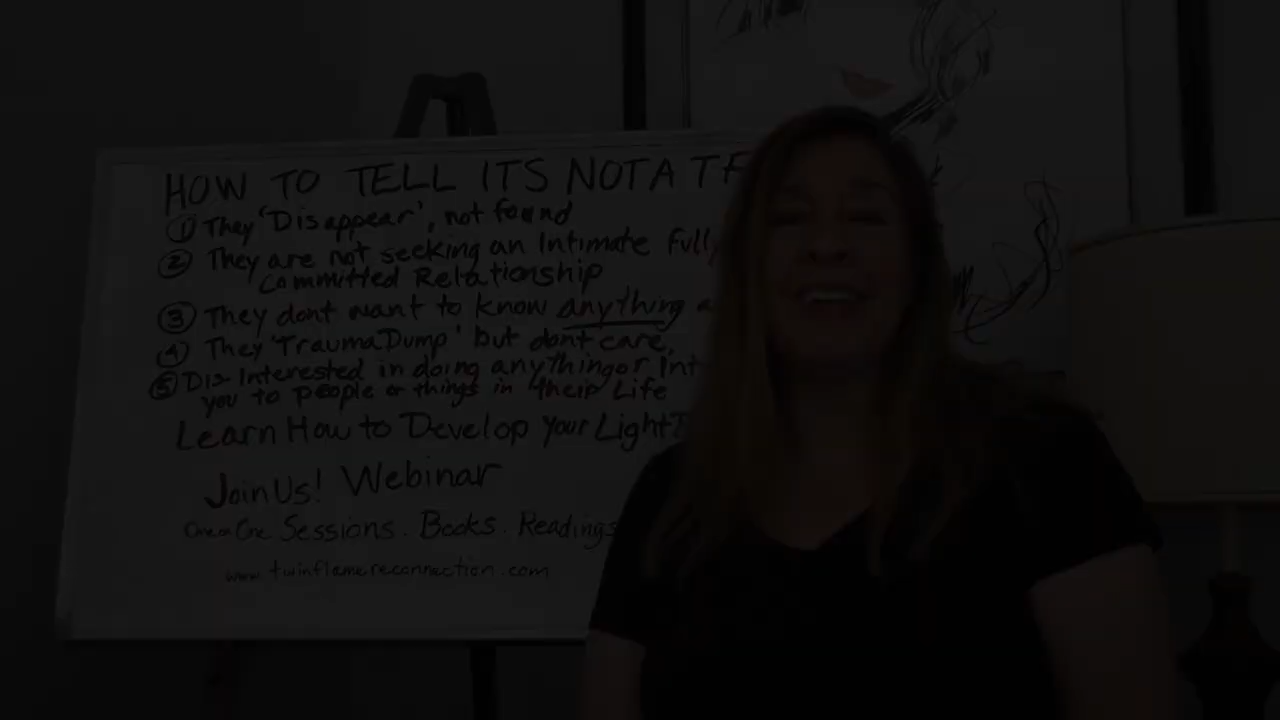 HOW TO TELL ITS NOT A TF
① They 'Disappear', not found
② They are not seeking an Intimate fully
Committed Relationship
③ They dont want to know anything
④ They 'TraumaDump' but dont care,
⑤ Dis Interested in doing anything or Int
you to people or things in their Life
Learn How to Develop your Light?
Join Us! Webinar
One on One Sessions. Books. Readings
www.twinflamereconnection.com